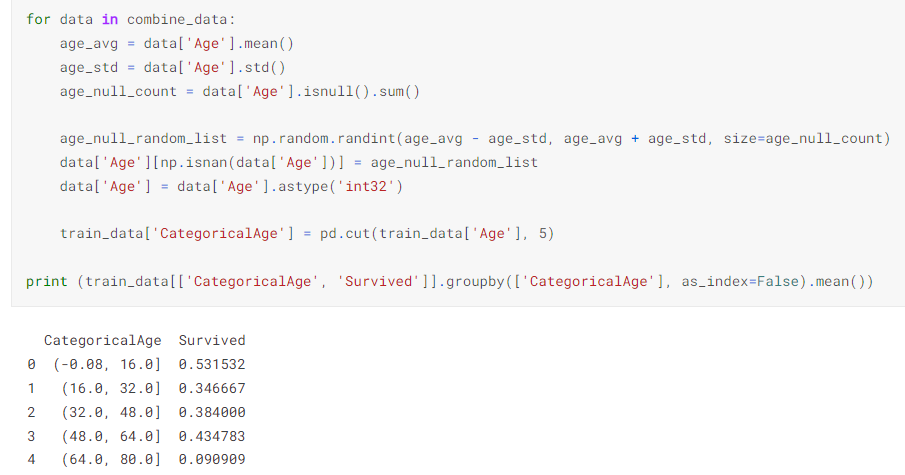 for data in combine_data:
    age_avg = data['Age'].mean()
    age_std = data['Age'].std()
    age_null_count = data['Age'].isnull().sum()
    age_null_random_list = np.random.randint(age_avg - age_std, age_avg + age_std, size=age_null_count)
    data['Age'][np.isnan(data['Age'])] = age_null_random_list
    data['Age'] = data['Age'].astype('int32')
    train_data['CategoricalAge'] = pd.cut(train_data['Age'], 5)
print (train_data[['CategoricalAge', 'Survived']].groupby(['CategoricalAge'], as_index=False).mean())
  CategoricalAge  Survived
0  (-0.08, 16.0]  0.531532
1   (16.0, 32.0]  0.346667
2   (32.0, 48.0]  0.384000
3   (48.0, 64.0]  0.434783
4   (64.0, 80.0]  0.090909